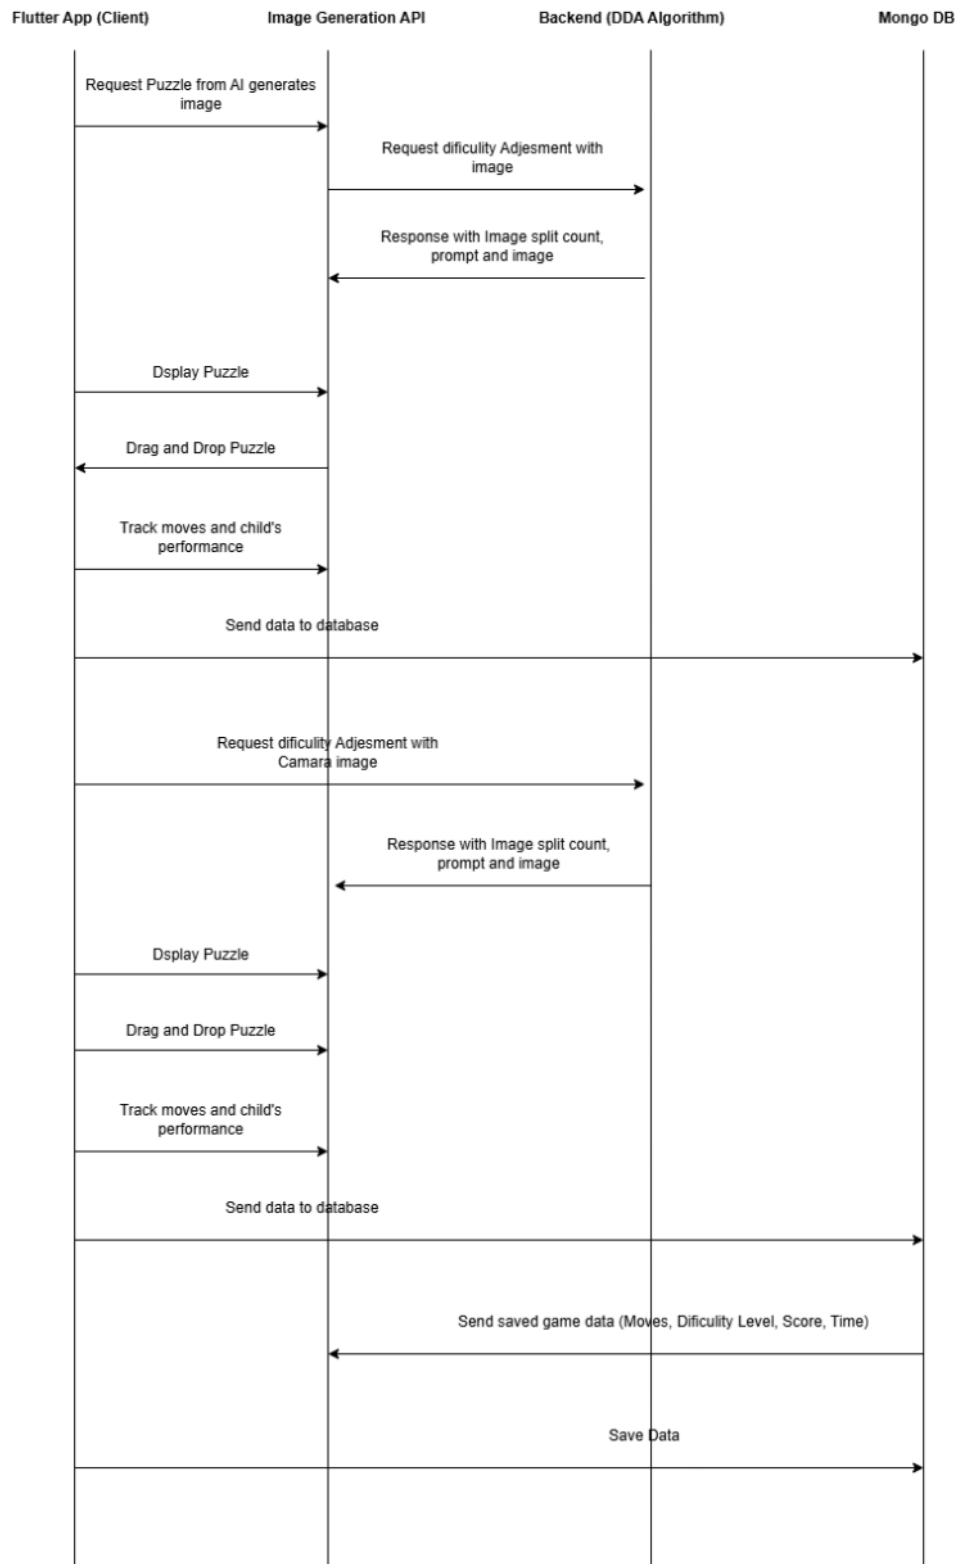 Flutter App (Client)
Image Generation API
Backend (DDA Algorithm)
Mongo DB
Request Puzzle from AI generates
image
Request dificulity Adjesment with
image
Response with Image split count,
prompt and image
Dsplay Puzzle
Drag and Drop Puzzle
Track moves and child's
performance
Send data to database
Request dificulity Adjesment with
Camara image
Response with Image split count,
prompt and image
Dsplay Puzzle
Drag and Drop Puzzle
Track moves and child's
performance
Send data to database
Send saved game data (Moves, Dificulity Level, Score, Time)
Save Data